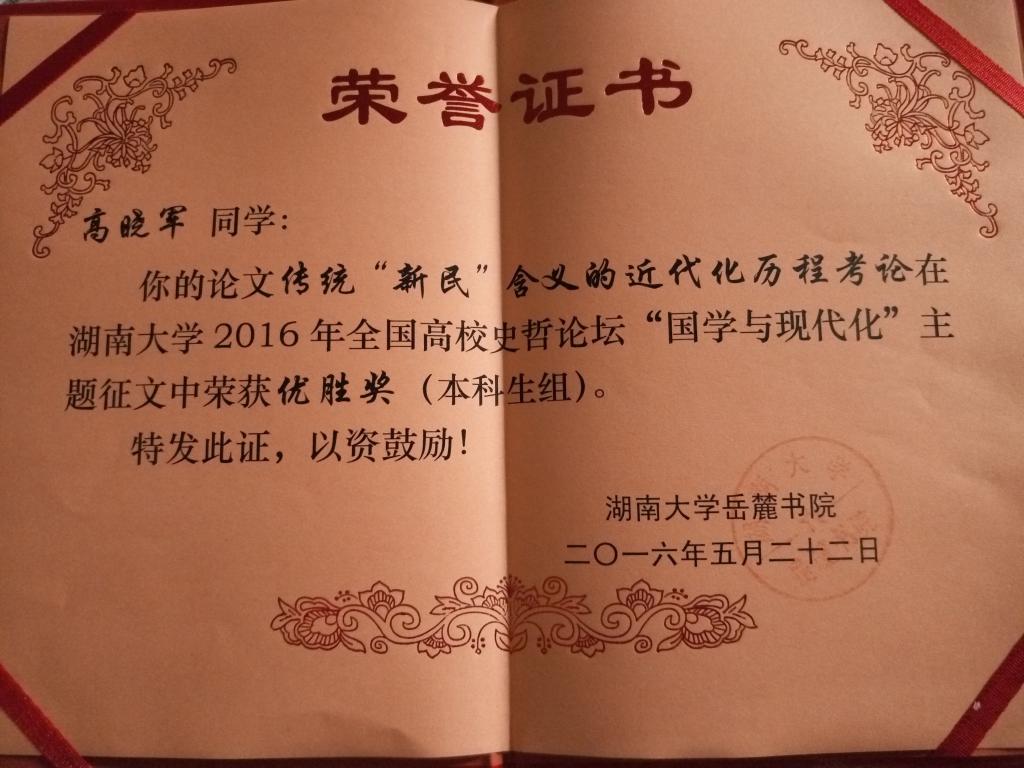 荣誉证书
高晓军 同学：
你的论文传统“新民”含义的近代化历程考论在
湖南大学2016年全国高校史哲论坛“国学与现代化”主
题征文中荣获优胜奖（本科生组）。
特发此证，以资鼓励！
湖南大学岳麓书院
二〇一六年五月二十二日